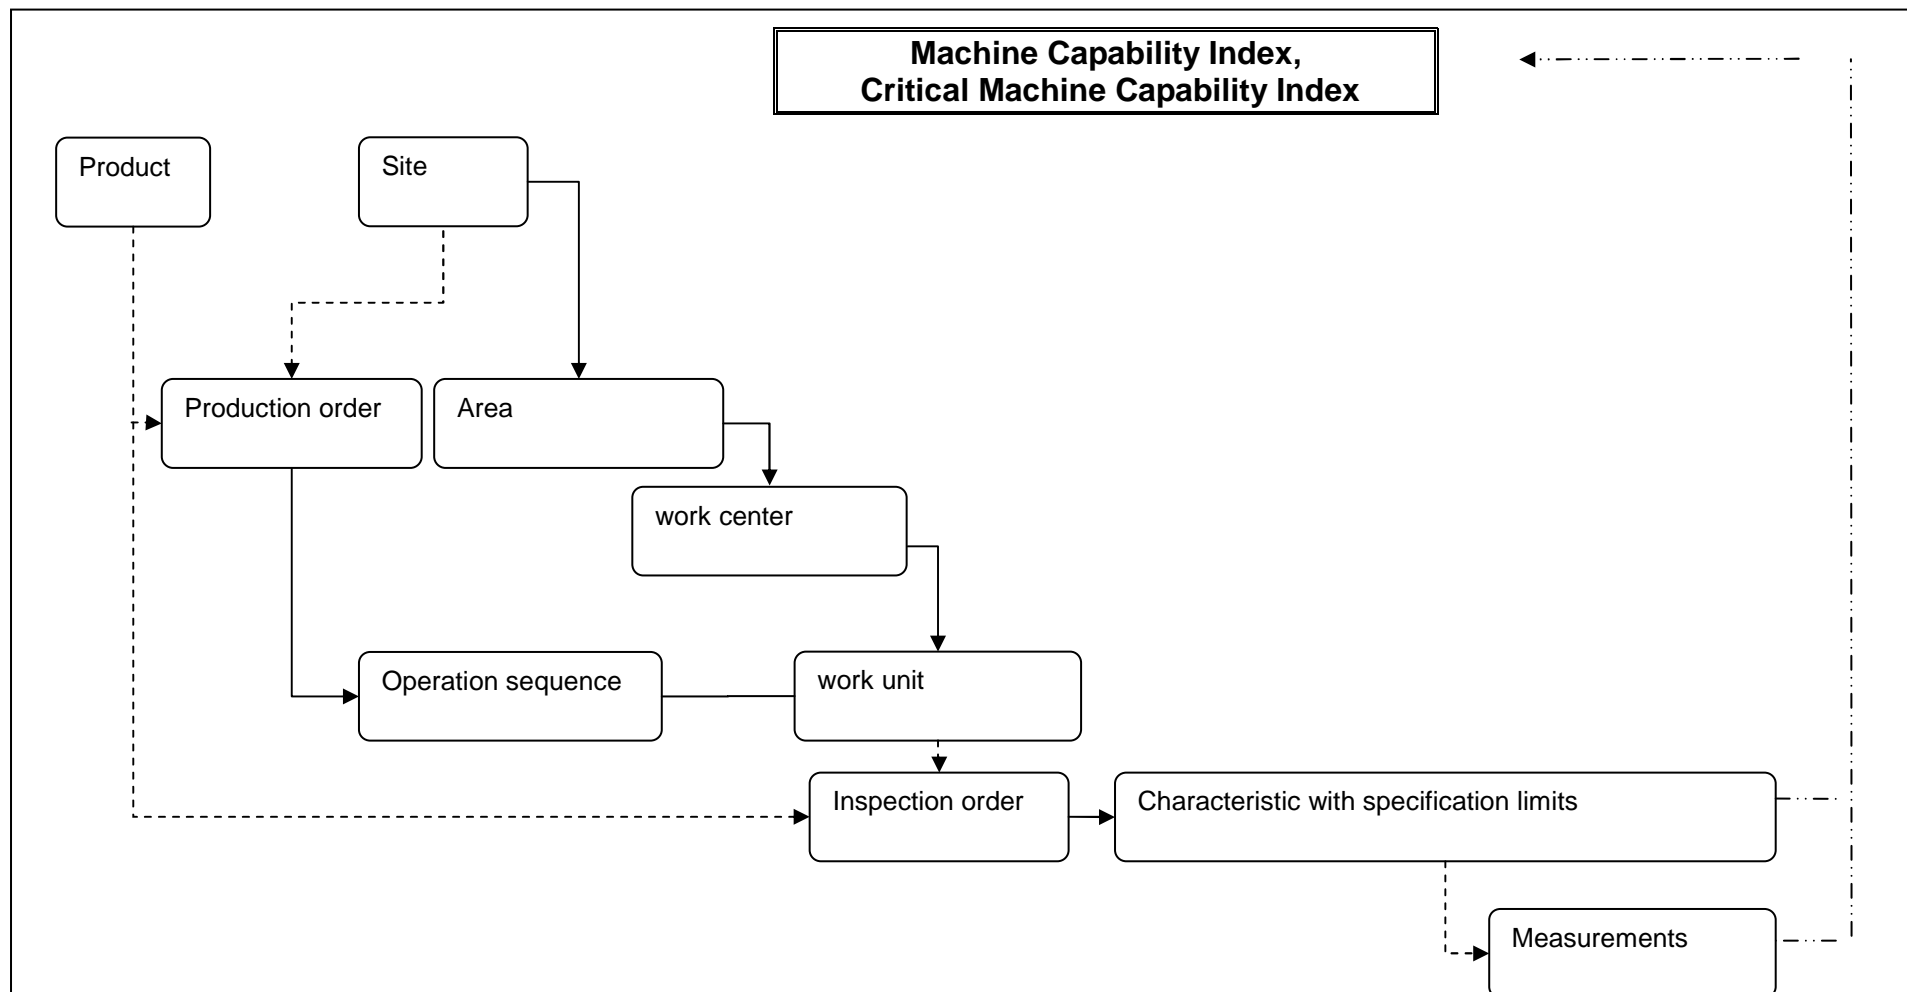 Machine Capability Index,
Critical Machine Capability Index
Product
Site
Production order
Area
work center
Operation sequence
work unit
Inspection order
Characteristic with specification limits
Measurements